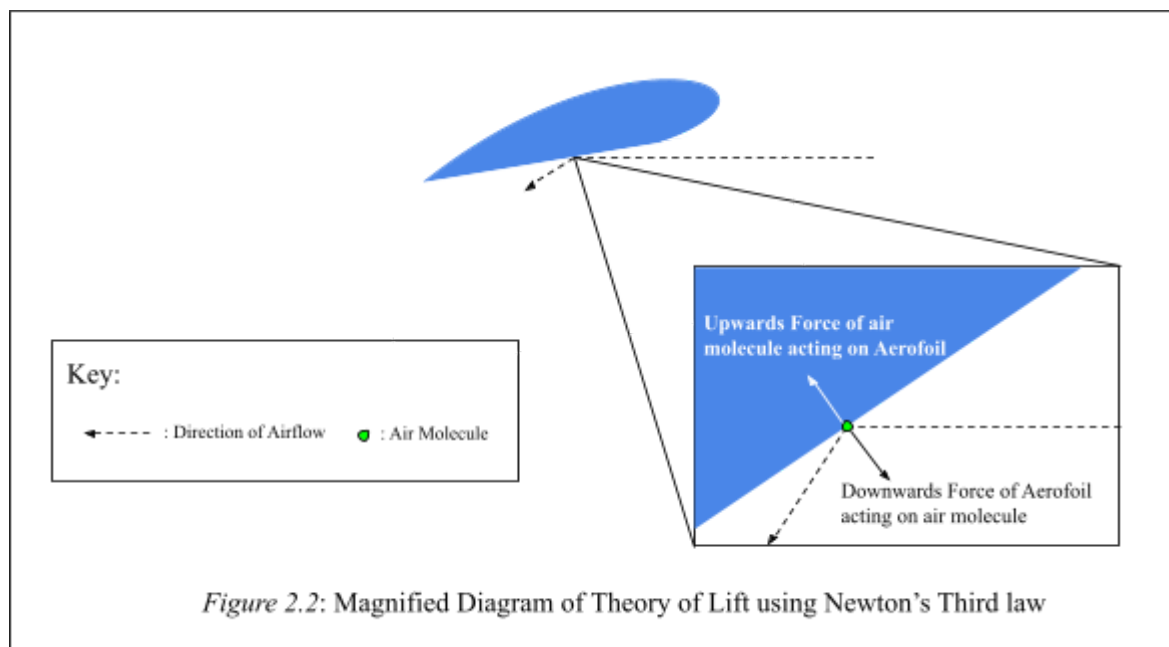 Upwards Force of air
molecule acting on Aerofoil
Key:
: Direction of Airflow
: Air Molecule
Downwards Force of Aerofoil
acting on air molecule
Figure 2.2: Magnified Diagram of Theory of Lift using Newton's Third law